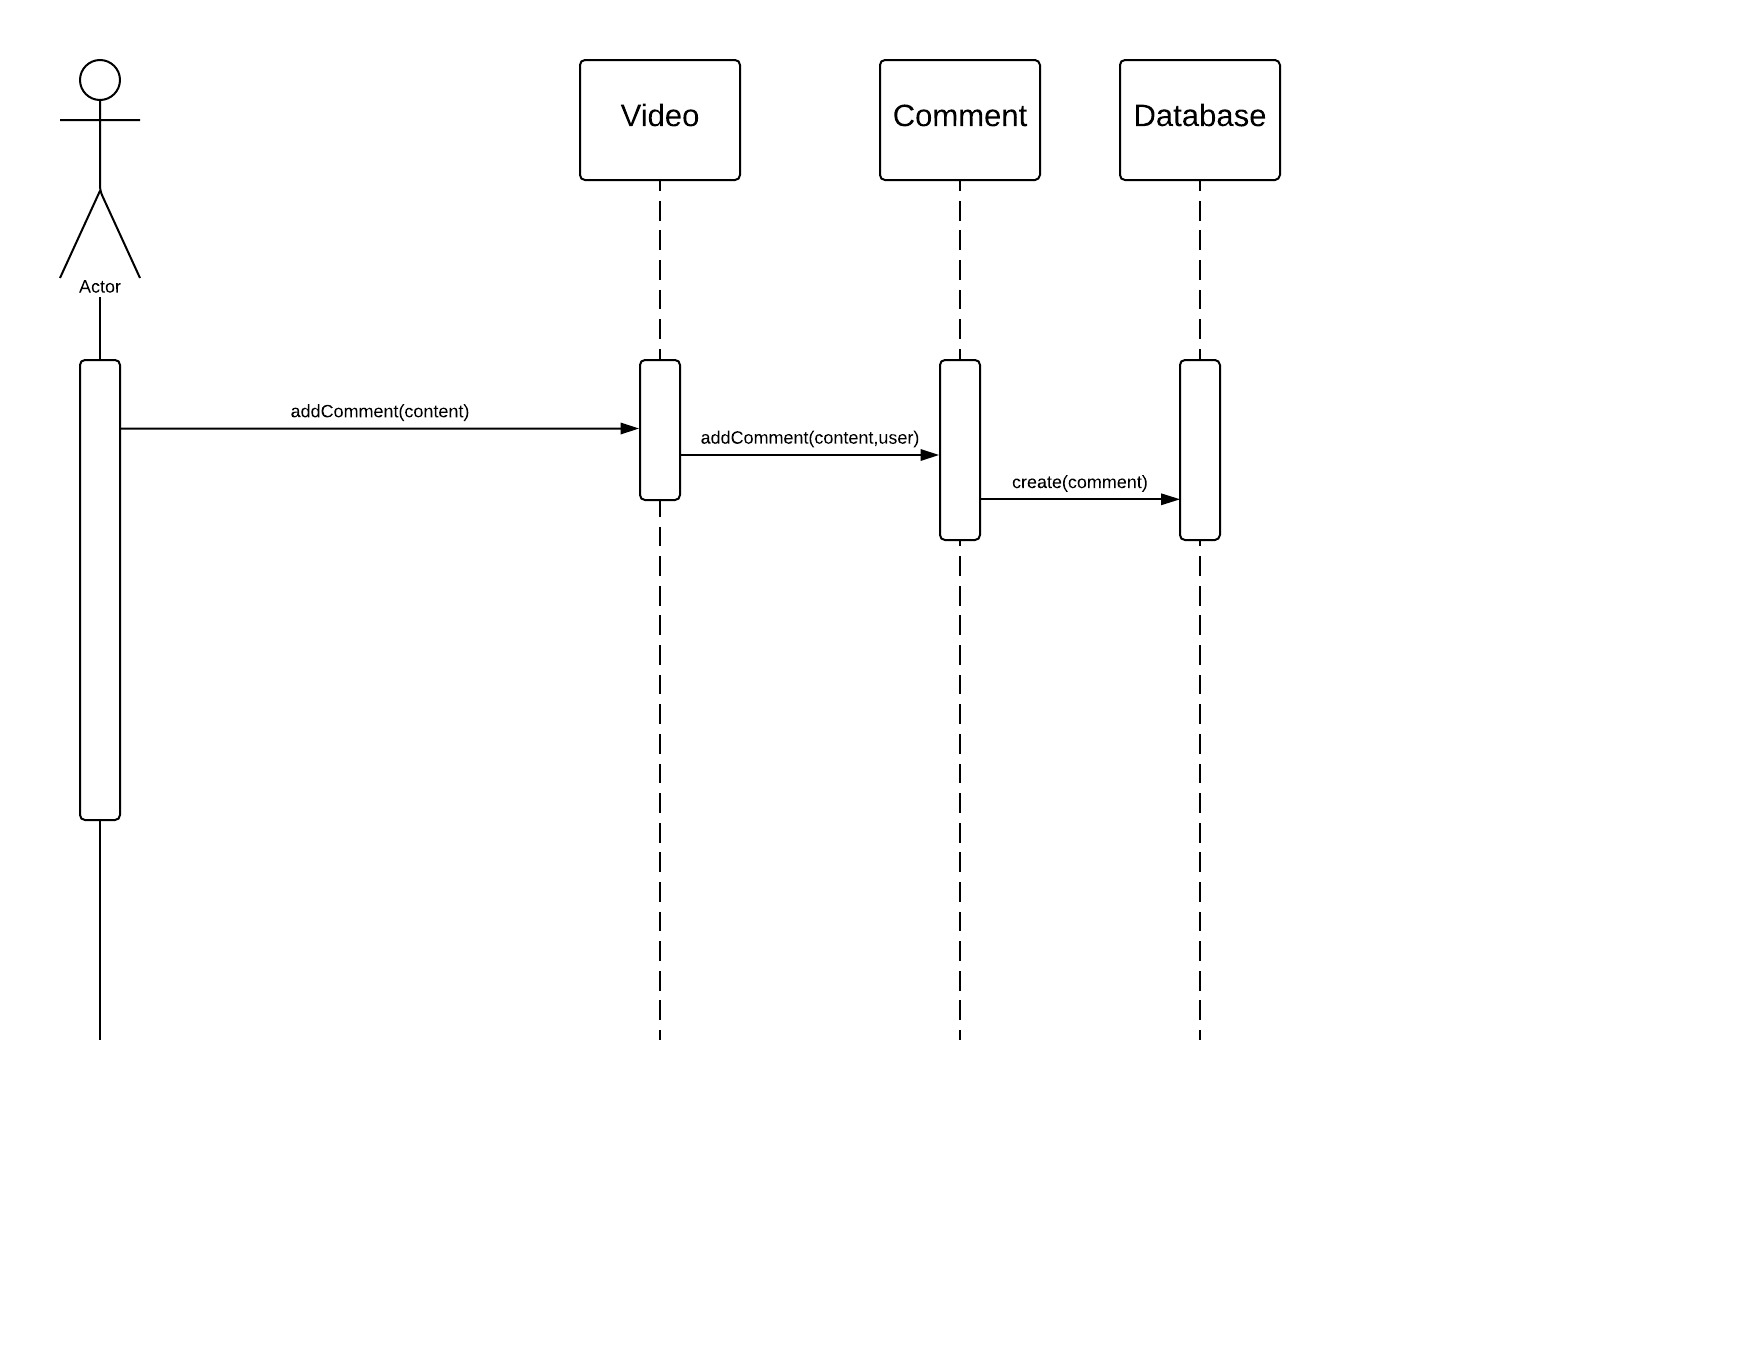 Video
Comment
Database
Actor
addComment(content)
addComment(content,user)
create(comment)